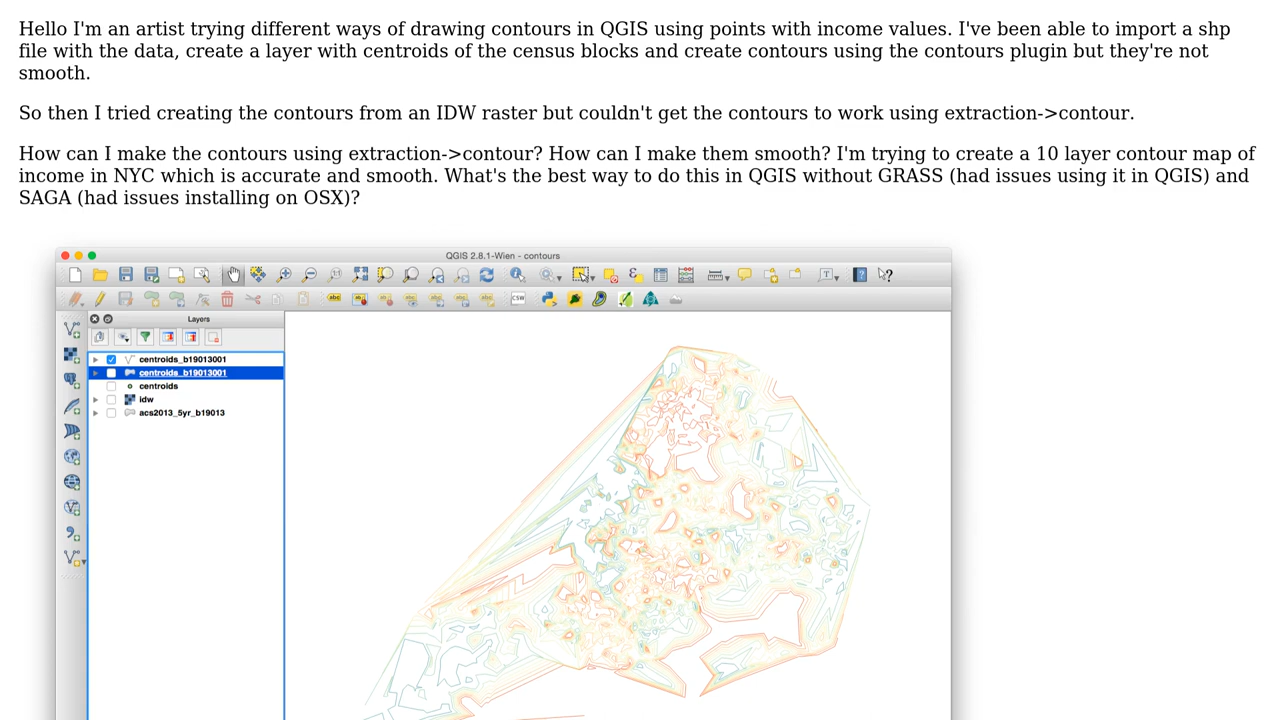 Hello I'm an artist trying different ways of drawing contours in QGIS using points with income values. I've been able to import a shp
file with the data, create a layer with centroids of the census blocks and create contours using the contours plugin but they're not
smooth.
So then I tried creating the contours from an IDW raster but couldn't get the contours to work using extraction->contour.
How can I make the contours using extraction->contour? How can I make them smooth? I'm trying to create a 10 layer contour map of
income in NYC which is accurate and smooth. What's the best way to do this in QGIS without GRASS (had issues using it in QGIS) and
SAGA (had issues installing on OSX)?
QGIS 2.8.1-Wien - contours
abc
CSW
Layers
centroids_b19013001
centroids_b19013001
centroids
idw
acs2013_5yr_b19013